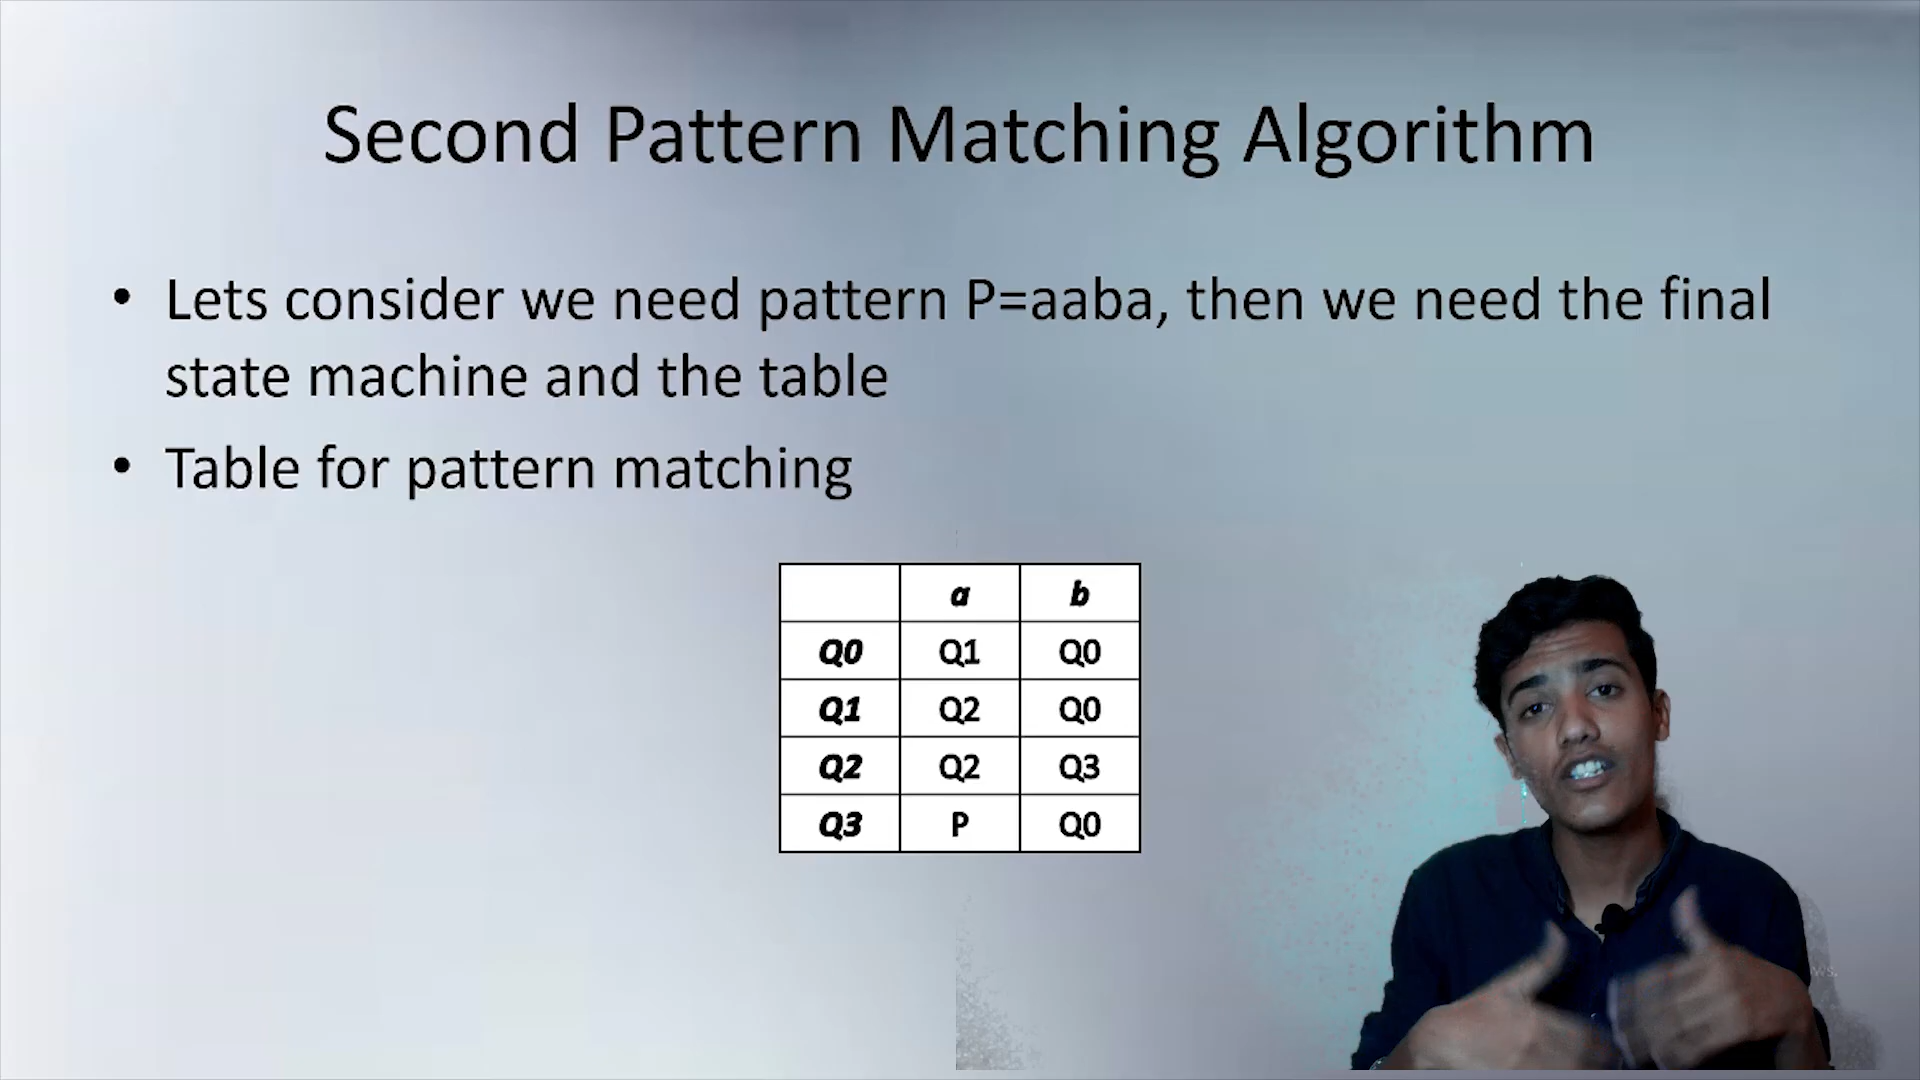 Second Pattern Matching Algorithm
• Lets consider we need pattern P=aaba, then we need the final
state machine and the table
• Table for pattern matching
a b
Q0 Q1 Q0
Q1 Q2 Q0
Q2 Q2 Q3
Q3 P Q0